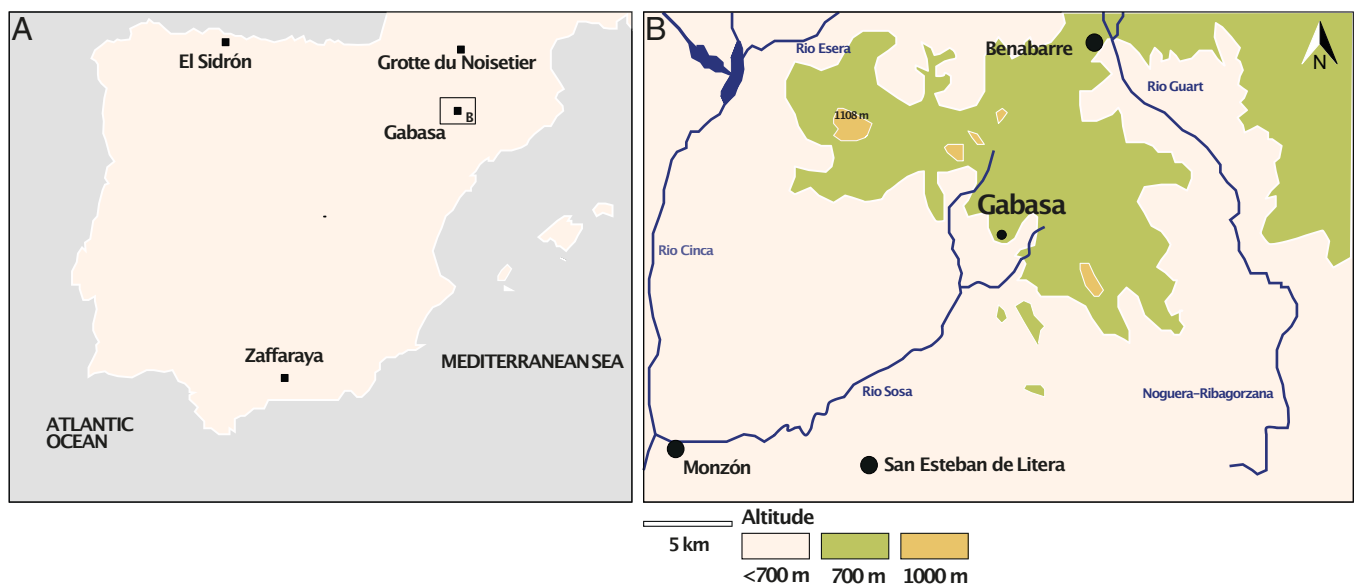 A
El Sidrón
Grotte du Noisetier
B
Gabasa
Zaffaraya
MEDITERRANEAN SEA
ATLANTIC
OCEAN
B
Rio Esera
Benabarre
N
Rio Guart
1108 m
Gabasa
Rio Cinca
Rio Sosa
Noguera-Ribagorzana
Monzón
San Esteban de Litera
Altitude
5 km
<700 m
700 m
1000 m